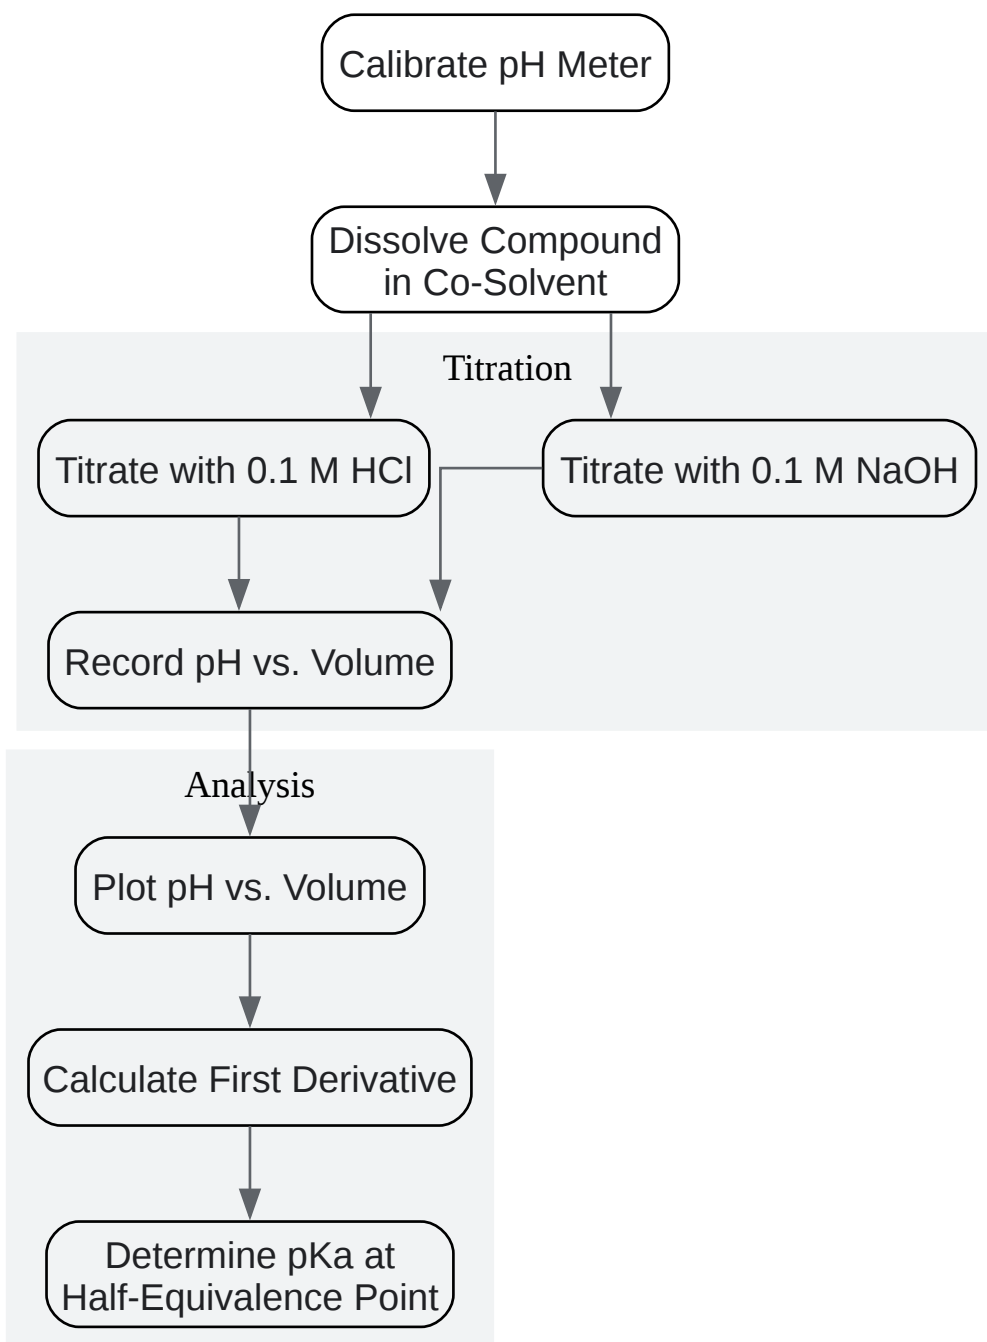 Calibrate pH Meter
Dissolve Compound
in Co-Solvent
Titration
Titrate with 0.1 M HCl
Titrate with 0.1 M NaOH
Record pH vs. Volume
Analysis
Plot pH vs. Volume
Calculate First Derivative
Determine pKa at
Half-Equivalence Point